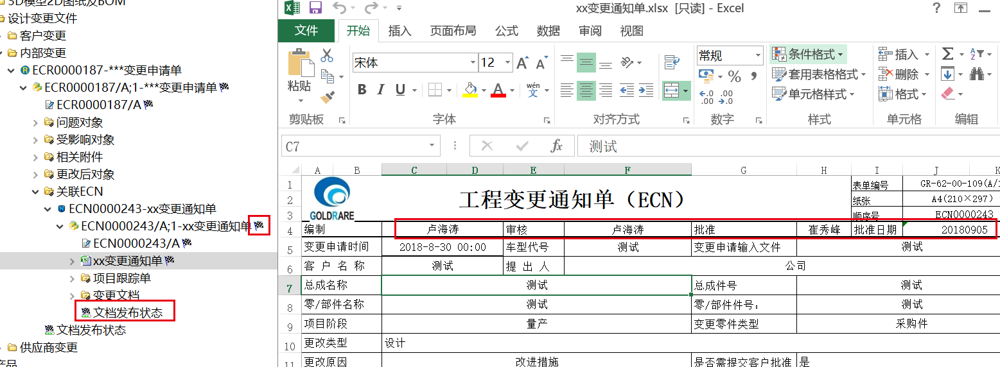 3D模型2D图纸及BOM
设计变更文件
客户变更
内部变更
ECR0000187-***变更申请单
ECR0000187/A;1-***变更申请单
ECR0000187/A
问题对象
受影响对象
相关附件
更改后对象
关联ECN
ECN0000243-xx变更通知单
ECN0000243/A;1-xx变更通知单
ECN0000243/A
xx变更通知单
项目跟踪单
变更文档
文档发布状态
文档发布状态
供应商变更
产品
xx变更通知单.xlsx [只读] - Excel
文件 开始 插入 页面布局 公式 数据 审阅 视图
粘贴
剪贴板
宋体 12
B I U wén 文
字体
对齐方式
常规
数字
条件格式
套用表格格式
单元格样式
样式
插入
删除
格式
单元格
编辑
C7 fx 测试
A B C D E F G H I J K
1 2 3 4 5 6 7 8 9 10 11
GOLDRARE
工程变更通知单（ECN）
表单编号 GR-62-00-109(A/1
纸张 A4(210×297)
顺序号 ECN0000243
编制 卢海涛 审核 卢海涛 批准 崔秀峰 批准日期 20180905
变更申请时间 2018-8-30 00:00 车型代号 测试 变更申请输入文件 测试
客 户 名 称 测试 提 出 人 公司
总成名称 测试 总成件号 测试
零/部件名称 测试 零/部件件号： 测试
项目阶段 量产 变更零件类型 采购件
更改类型 设计
更改原因 改进措施 是否需提交客户批准 是